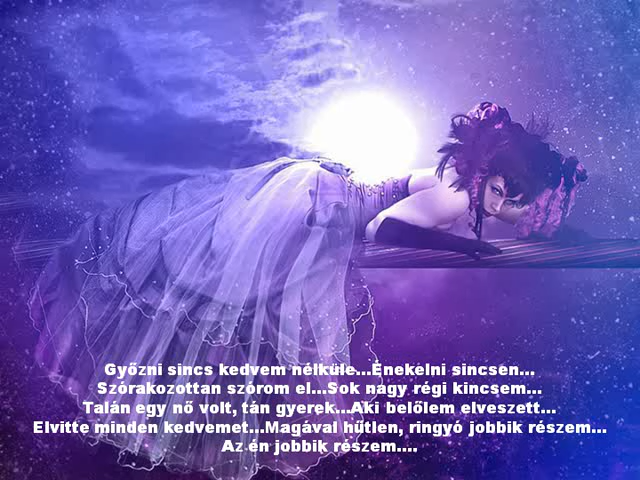 Győzni sincs kedvem nélküle...Énekelni sincsen...
Szórakozottan szórom el...Sok nagy régi kincsem...
Talán egy nő volt, tán gyerek...Aki belőlem elveszett...
Elvitte minden kedvemet...Magával hűtlen, ringyó jobbik részem...
Az én jobbik részem....